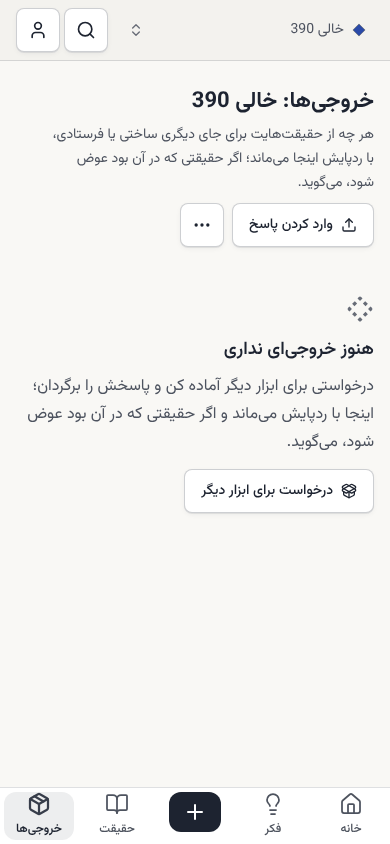 خالی 390
خروجی‌ها: خالی 390
هر چه از حقیقت‌هایت برای جای دیگری ساختی یا فرستادی،
با ردپایش اینجا می‌ماند؛ اگر حقیقتی که در آن بود عوض
شود، می‌گوید.
وارد کردن پاسخ
هنوز خروجی‌ای نداری
درخواستی برای ابزار دیگر آماده کن و پاسخش را برگردان؛
اینجا با ردپایش می‌ماند و اگر حقیقتی که در آن بود عوض
شود، می‌گوید.
درخواست برای ابزار دیگر
خانه
فکر
حقیقت
خروجی‌ها